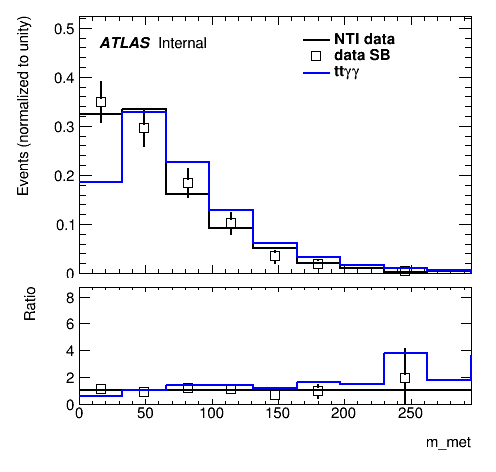 Events (normalized to unity)
0.5
0.4
0.3
0.2
0.1
0
ATLAS Internal
NTI data
data SB
ttγγ
Ratio
8
6
4
2
0
0 50 100 150 200 250
m_met